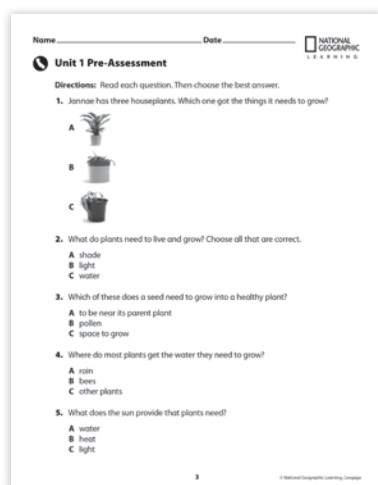 Name Date
NATIONAL
GEOGRAPHIC
LEARNING
Unit 1 Pre-Assessment
Directions: Read each question. Then choose the best answer.
1. Jannae has three houseplants. Which one got the things it needs to grow?
A
B
C
2. What do plants need to live and grow? Choose all that are correct.
A shade
B light
C water
3. Which of these does a seed need to grow into a healthy plant?
A to be near its parent plant
B pollen
C space to grow
4. Where do most plants get the water they need to grow?
A rain
B bees
C other plants
5. What does the sun provide that plants need?
A water
B heat
C light
3
© National Geographic Learning, Cengage